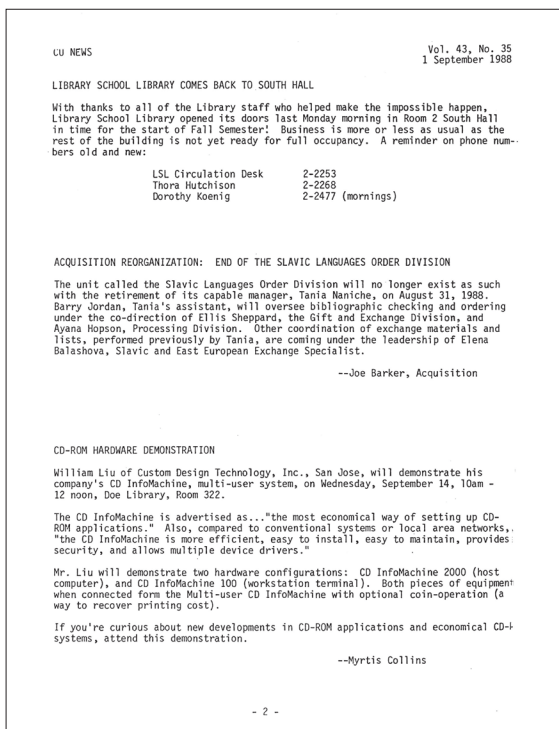 CU NEWS
Vol. 43, No. 35
1 September 1988
LIBRARY SCHOOL LIBRARY COMES BACK TO SOUTH HALL
With thanks to all of the Library staff who helped make the impossible happen,
Library School Library opened its doors last Monday morning in Room 2 South Hall
in time for the start of Fall Semester! Business is more or less as usual as the
rest of the building is not yet ready for full occupancy. A reminder on phone num-
bers old and new:
LSL Circulation Desk 2-2253
Thora Hutchison 2-2268
Dorothy Koenig 2-2477 (mornings)
ACQUISITION REORGANIZATION: END OF THE SLAVIC LANGUAGES ORDER DIVISION
The unit called the Slavic Languages Order Division will no longer exist as such
with the retirement of its capable manager, Tania Naniche, on August 31, 1988.
Barry Jordan, Tania's assistant, will oversee bibliographic checking and ordering
under the co-direction of Ellis Sheppard, the Gift and Exchange Division, and
Ayana Hopson, Processing Division. Other coordination of exchange materials and
lists, performed previously by Tania, are coming under the leadership of Elena
Balashova, Slavic and East European Exchange Specialist.
--Joe Barker, Acquisition
CD-ROM HARDWARE DEMONSTRATION
William Liu of Custom Design Technology, Inc., San Jose, will demonstrate his
company's CD InfoMachine, multi-user system, on Wednesday, September 14, 10am -
12 noon, Doe Library, Room 322.
The CD InfoMachine is advertised as..."the most economical way of setting up CD-
ROM applications." Also, compared to conventional systems or local area networks,
"the CD InfoMachine is more efficient, easy to install, easy to maintain, provides
security, and allows multiple device drivers."
Mr. Liu will demonstrate two hardware configurations: CD InfoMachine 2000 (host
computer), and CD InfoMachine 100 (workstation terminal). Both pieces of equipment
when connected form the Multi-user CD InfoMachine with optional coin-operation (a
way to recover printing cost).
If you're curious about new developments in CD-ROM applications and economical CD-
systems, attend this demonstration.
--Myrtis Collins
- 2 -